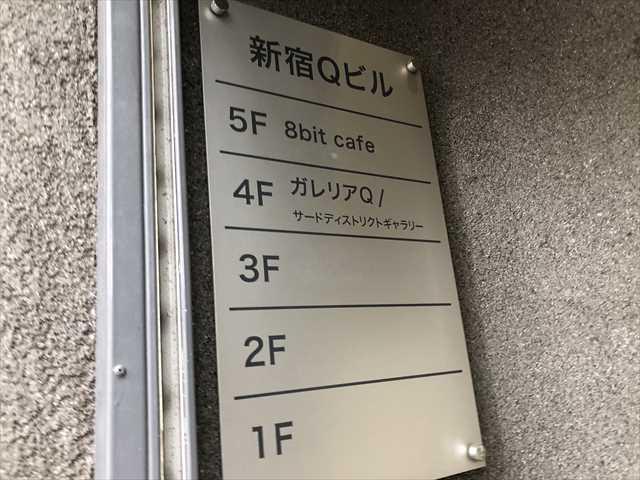 新宿Qビル
5F 8bit cafe
4F ガレリアQ /
サードディストリクトギャラリー
3F
2F
1F